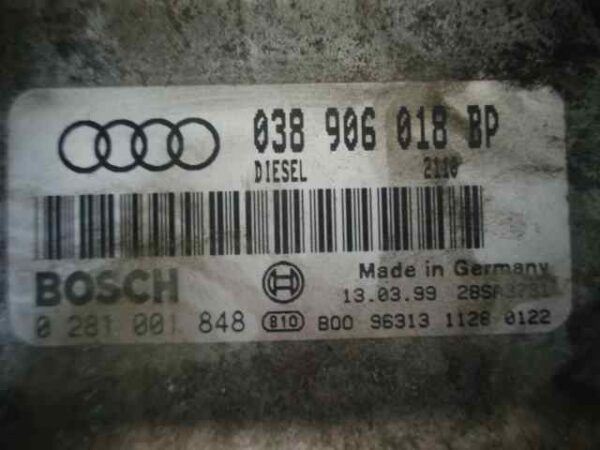 038 906 018 BP
DIESEL 2110
BOSCH
Made in Germany
13.03.99
0 281 001 848 810 B00 96313 1128 0122